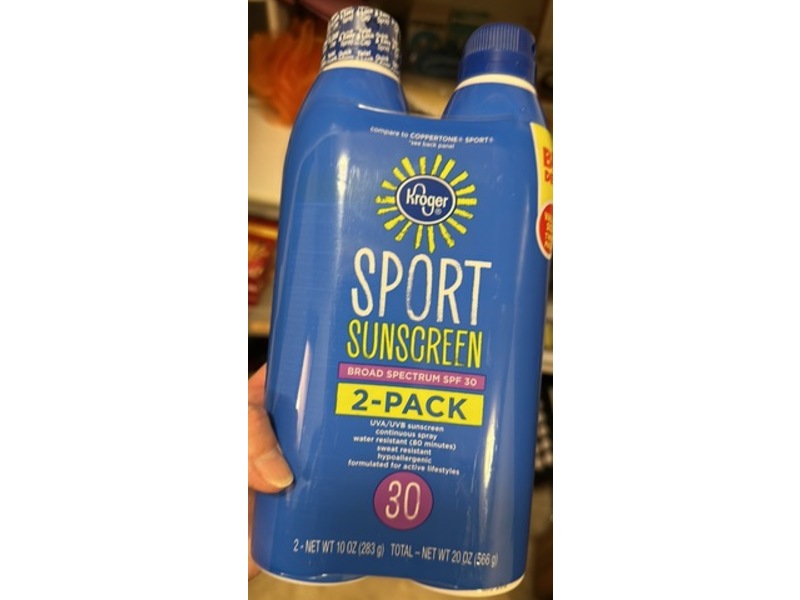 compare to COPPERTONE® SPORT®
*see back panel
Kroger®
SPORT
SUNSCREEN
BROAD SPECTRUM SPF 30
2-PACK
UVA/UVB sunscreen
continuous spray
water resistant (80 minutes)
sweat resistant
hypoallergenic
formulated for active lifestyles
30
2 - NET WT 10 OZ (283 g) TOTAL - NET WT 20 OZ (566 g)